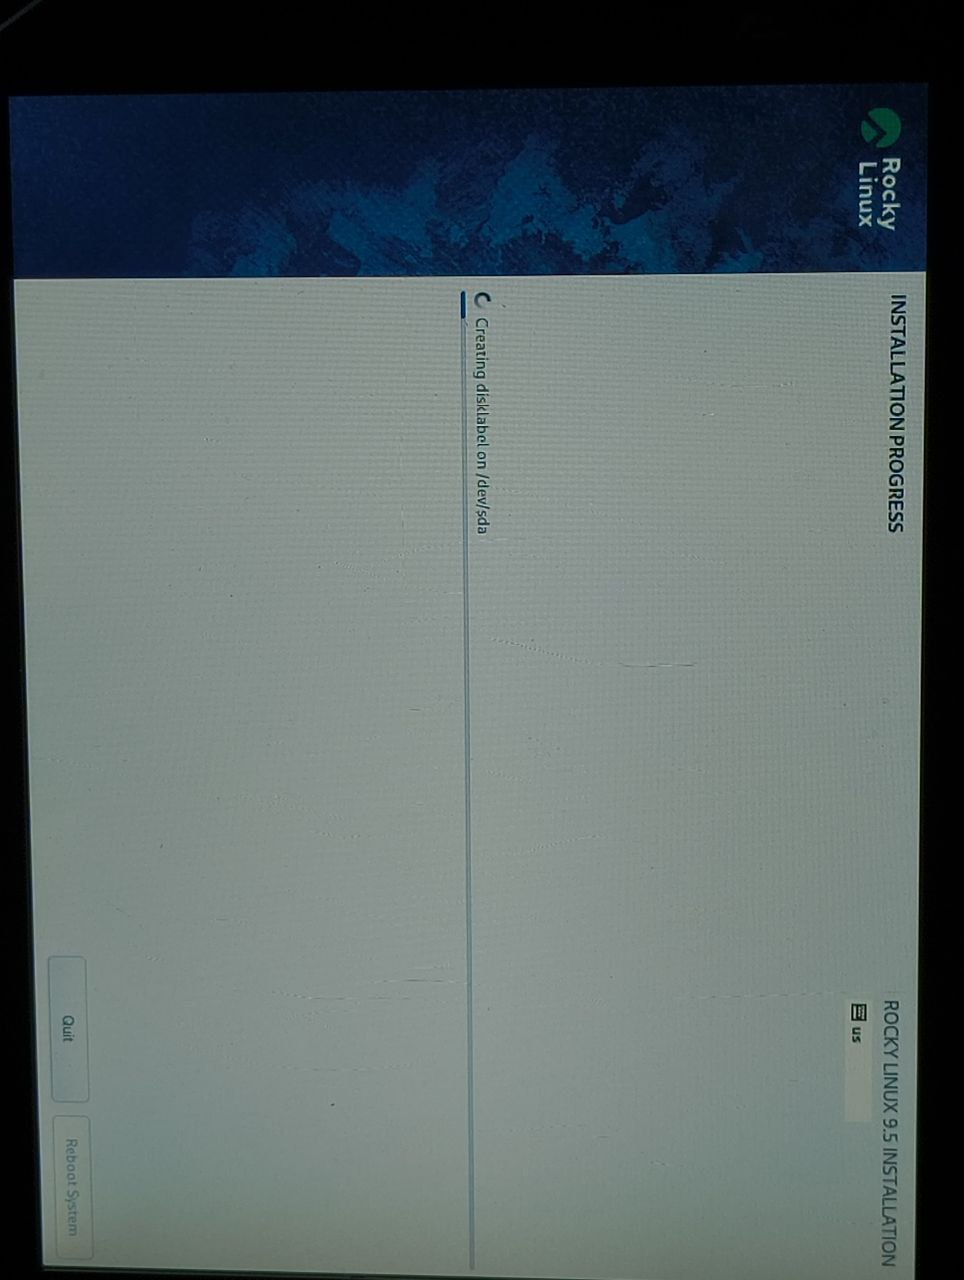 Rocky
Linux
INSTALLATION PROGRESS
ROCKY LINUX 9.5 INSTALLATION
us
Creating disklabel on /dev/sda
Quit
Reboot System